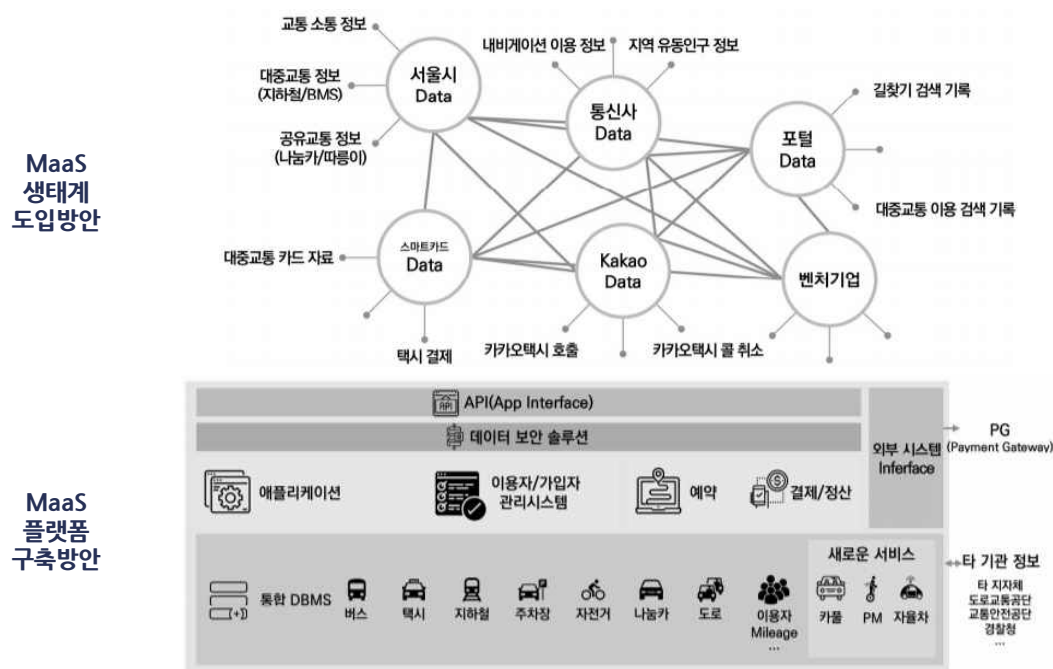 MaaS
생태계
도입방안
교통 소통 정보
대중교통 정보
(지하철/BMS)
공유교통 정보
(나눔카/따릉이)
서울시
Data
내비게이션 이용 정보
지역 유동인구 정보
통신사
Data
길찾기 검색 기록
포털
Data
대중교통 이용 검색 기록
대중교통 카드 자료
스마트카드
Data
택시 결제
Kakao
Data
카카오택시 호출
카카오택시 콜 취소
벤처기업
MaaS
플랫폼
구축방안
API
API(App Interface)
데이터 보안 솔루션
애플리케이션
이용자/가입자
관리시스템
예약
결제/정산
외부 시스템
Inferface
PG
(Payment Gateway)
통합 DBMS
버스
택시
지하철
주차장
자전거
나눔카
도로
이용자
Mileage
...
새로운 서비스
카풀
PM
자율차
타 기관 정보
타 지자체
도로교통공단
교통안전공단
경찰청
...